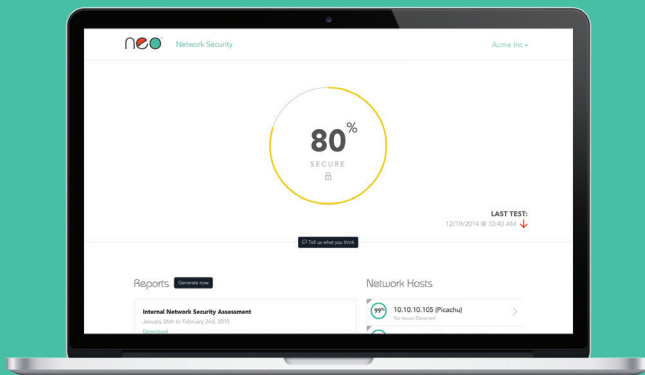 neo Network Security
Acme Inc
80%
SECURE
LAST TEST:
12/19/2014 @ 10:40 AM
Tell us what you think
Reports Generate now
Network Hosts
Internal Network Security Assessment
January 26th to February 2nd, 2015
Download
99% 10.10.10.105 (Picachu)
No Issues Detected